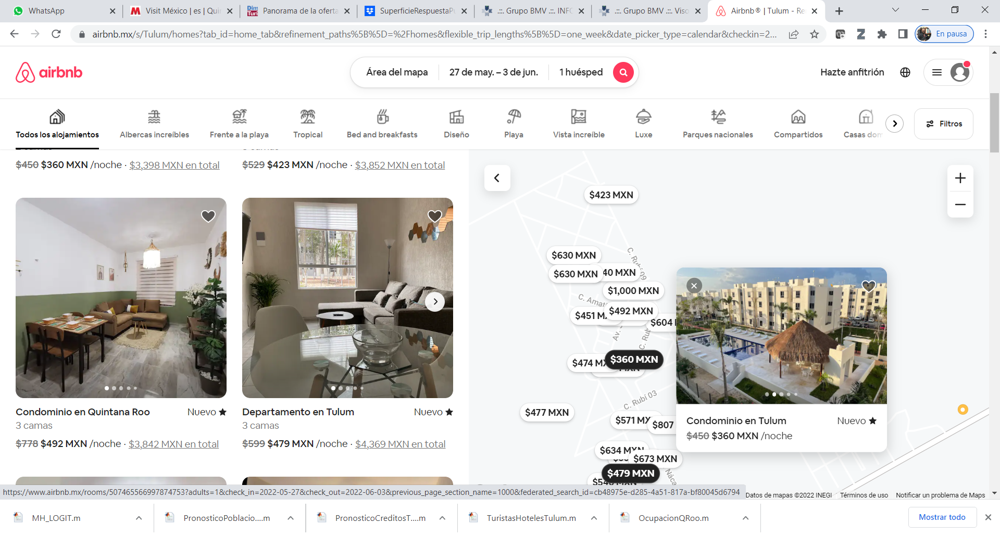 WhatsApp
Visit México | es | Qui
Panorama de la oferta
SuperficieRespuestaP
.::. Grupo BMV .::. INFO
.::. Grupo BMV .::. Viso
Airbnb® | Tulum - Re
airbnb.mx/s/Tulum/homes?tab_id=home_tab&refinement_paths%5B%5D=%2Fhomes&flexible_trip_lengths%5B%5D=one_week&date_picker_type=calendar&checkin=2...
En pausa
airbnb
Área del mapa
27 de may. – 3 de jun.
1 huésped
Hazte anfitrión
Todos los alojamientos
Albercas increíbles
Frente a la playa
Tropical
Bed and breakfasts
Diseño
Playa
Vista increíble
Luxe
Parques nacionales
Compartidos
Casas dom
Filtros
$450 $360 MXN /noche · $3,398 MXN en total
$529 $423 MXN /noche · $3,852 MXN en total
Condominio en Quintana Roo
Nuevo
3 camas
$778 $492 MXN /noche · $3,842 MXN en total
Departamento en Tulum
Nuevo
3 camas
$599 $479 MXN /noche · $4,369 MXN en total
$423 MXN
$630 MXN
$630 MXN
40 MXN
$1,000 MXN
C. Amat
$492 MXN
$451 M
$604
Av.
C. Rub
$474 MX
$360 MXN
C. Rubí 03
$477 MXN
$571 MX
$807
$634 MXN
$673 MXN
$479 MXN
Condominio en Tulum
Nuevo
$450 $360 MXN /noche
https://www.airbnb.mx/rooms/507465566997874753?adults=1&check_in=2022-05-27&check_out=2022-06-03&previous_page_section_name=1000&federated_search_id=cb48975e-d285-4a51-817a-bf80045d6794
Datos de mapas ©2022 INEGI
Términos de uso
Notificar un problema de Maps
MH_LOGIT.m
PronosticoPoblacio....m
PronosticoCreditosT....m
TuristasHotelesTulum.m
OcupacionQRoo.m
Mostrar todo